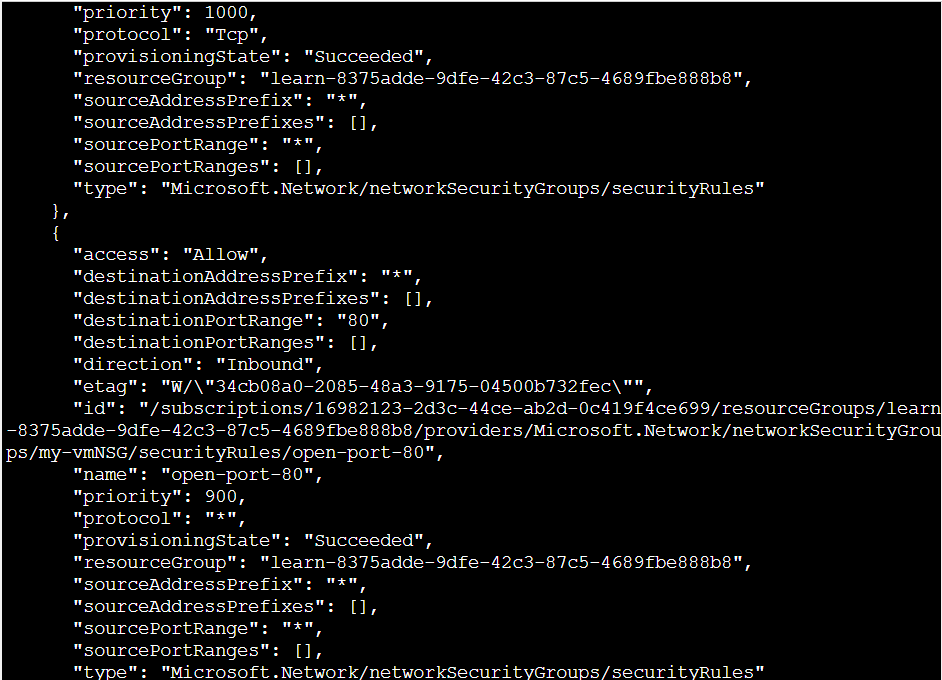 "priority": 1000,
"protocol": "Tcp",
"provisioningState": "Succeeded",
"resourceGroup": "learn-8375adde-9dfe-42c3-87c5-4689fbe888b8",
"sourceAddressPrefix": "*",
"sourceAddressPrefixes": [],
"sourcePortRange": "*",
"sourcePortRanges": [],
"type": "Microsoft.Network/networkSecurityGroups/securityRules"
},
{
"access": "Allow",
"destinationAddressPrefix": "*",
"destinationAddressPrefixes": [],
"destinationPortRange": "80",
"destinationPortRanges": [],
"direction": "Inbound",
"etag": "W/\"34cb08a0-2085-48a3-9175-04500b732fec\"",
"id": "/subscriptions/16982123-2d3c-44ce-ab2d-0c419f4ce699/resourceGroups/learn
-8375adde-9dfe-42c3-87c5-4689fbe888b8/providers/Microsoft.Network/networkSecurityGrou
ps/my-vmNSG/securityRules/open-port-80",
"name": "open-port-80",
"priority": 900,
"protocol": "*",
"provisioningState": "Succeeded",
"resourceGroup": "learn-8375adde-9dfe-42c3-87c5-4689fbe888b8",
"sourceAddressPrefix": "*",
"sourceAddressPrefixes": [],
"sourcePortRange": "*",
"sourcePortRanges": [],
"type": "Microsoft.Network/networkSecurityGroups/securityRules"